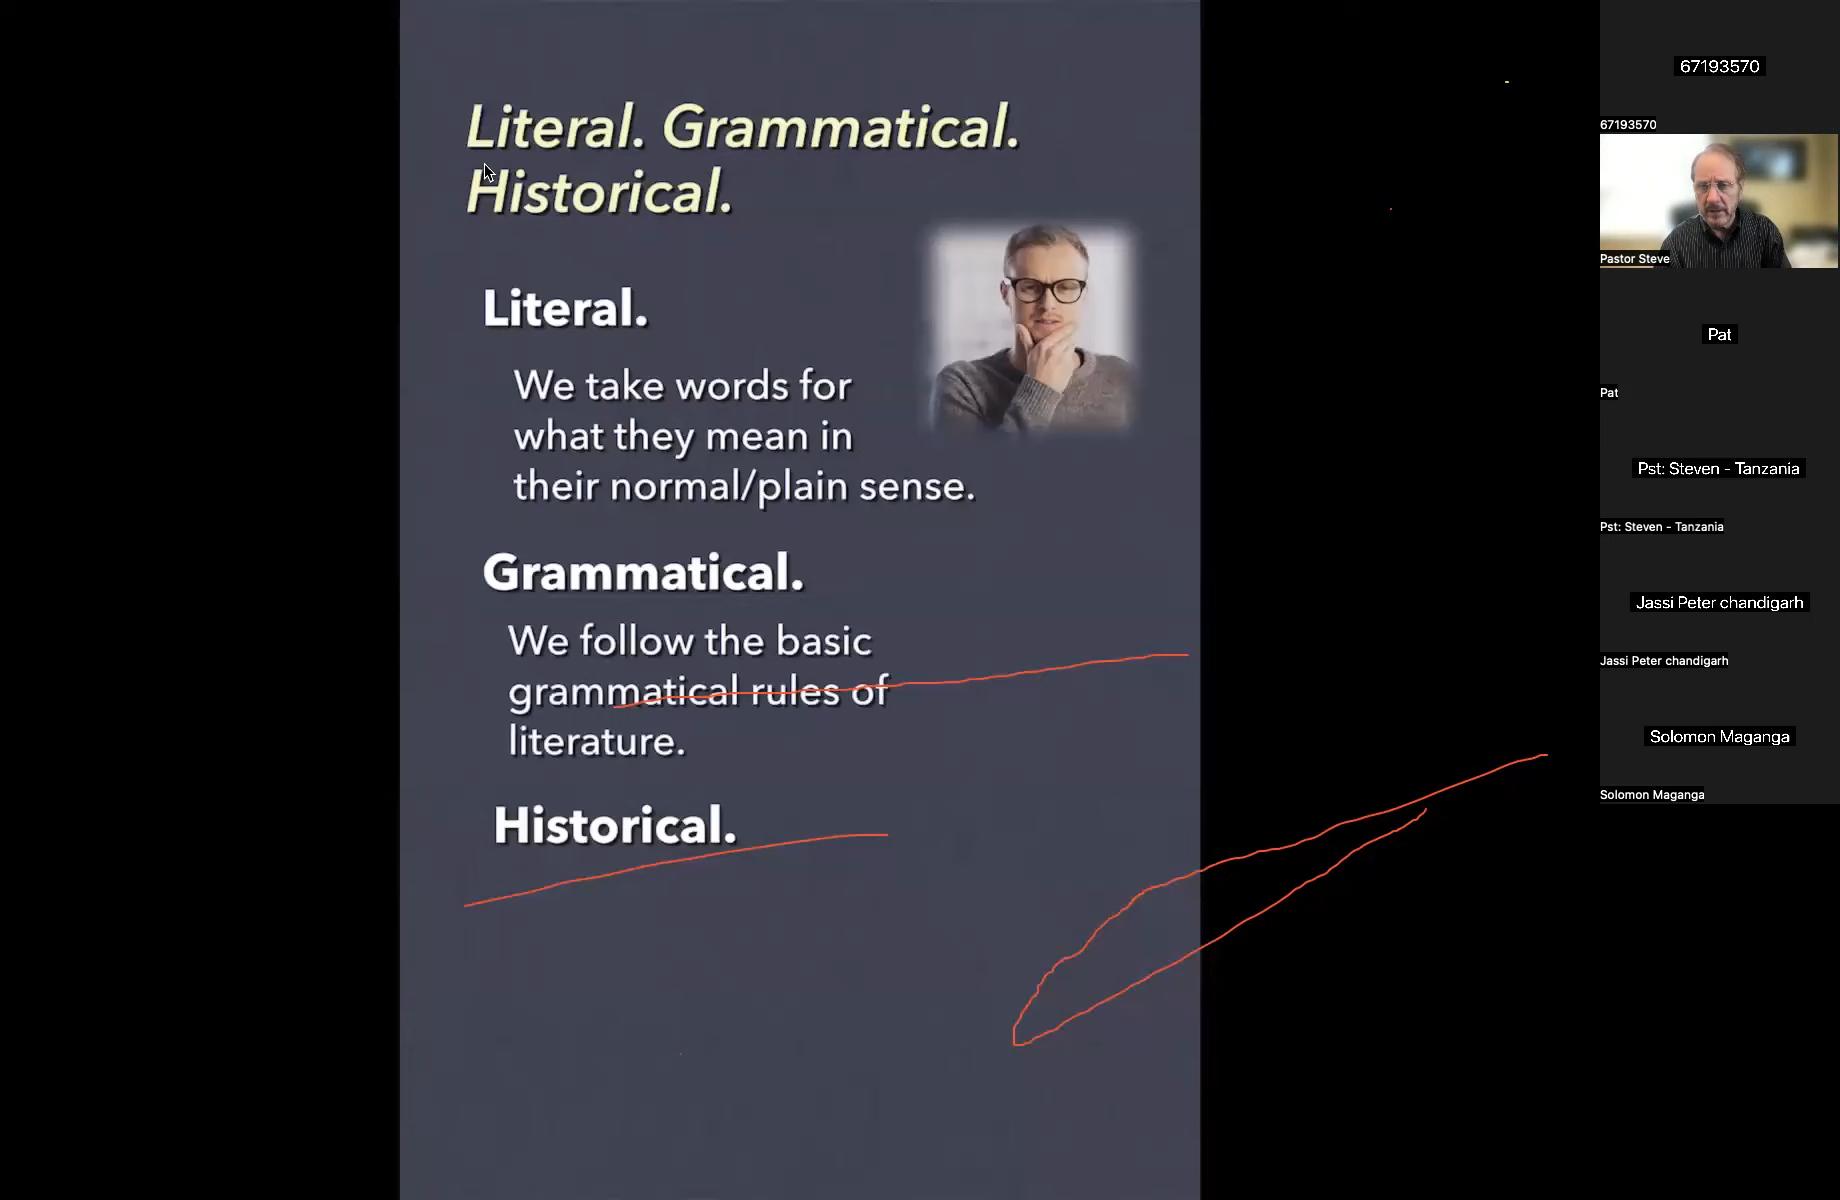 Literal. Grammatical.
Historical.
Literal.
We take words for
what they mean in
their normal/plain sense.
Grammatical.
We follow the basic
grammatical rules of
literature.
Historical.
67193570
67193570
Pastor Steve
Pat
Pat
Pst: Steven - Tanzania
Pst: Steven - Tanzania
Jassi Peter chandigarh
Jassi Peter chandigarh
Solomon Maganga
Solomon Maganga